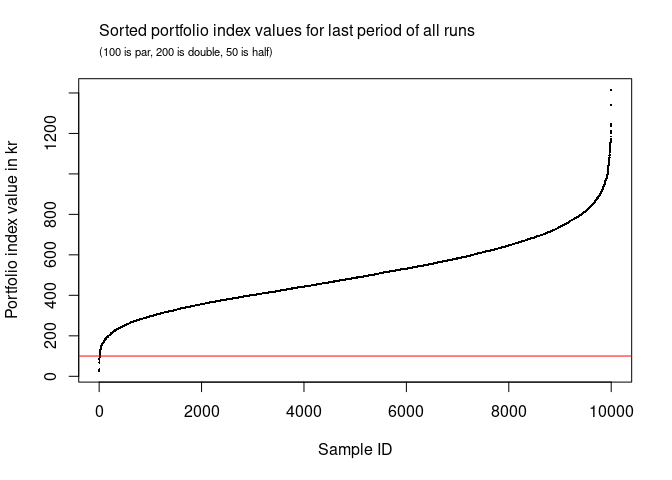 Sorted portfolio index values for last period of all runs
(100 is par, 200 is double, 50 is half)
Portfolio index value in kr
1200
800
600
400
200
0
0 2000 4000 6000 8000 10000
Sample ID